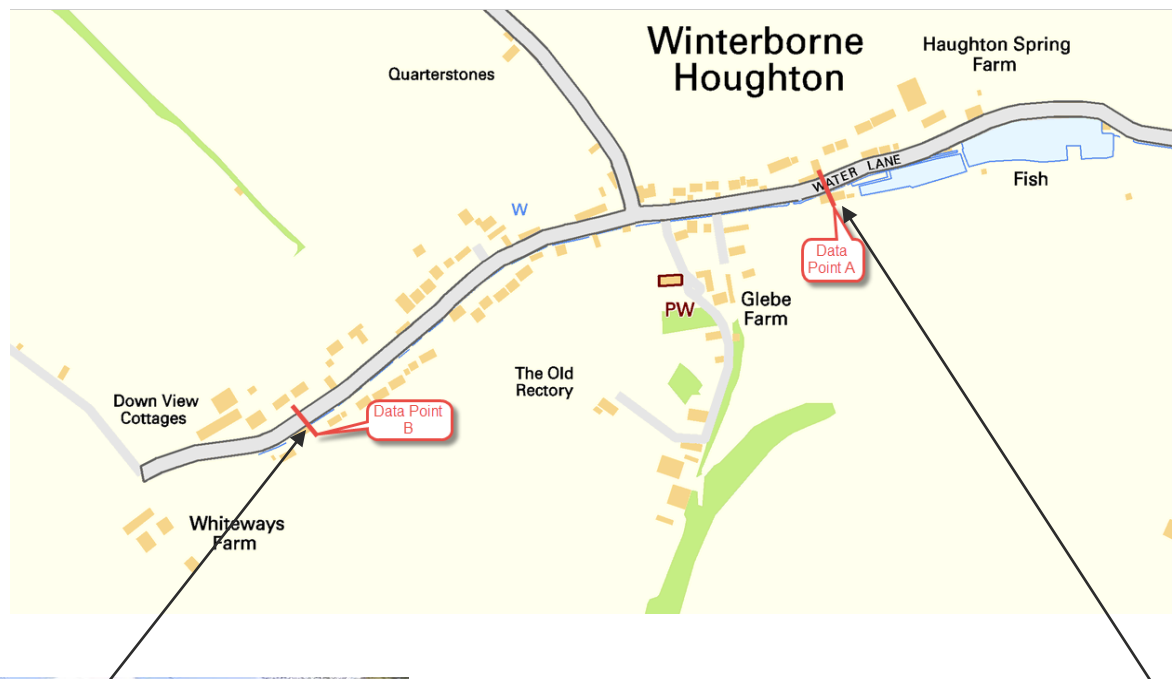 Winterborne
Houghton
Haughton Spring
Farm
Quarterstones
WATER LANE
Fish
W
Data
Point A
Glebe
Farm
PW
The Old
Rectory
Down View
Cottages
Data Point
B
Whiteways
Farm